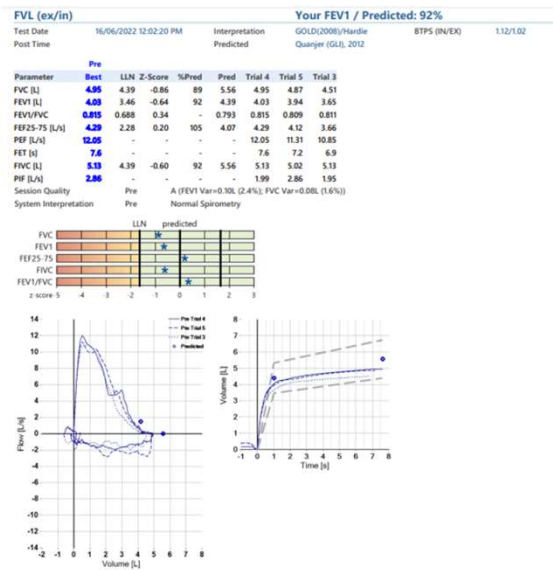 FVL (ex/in) Your FEV1 / Predicted: 92%
Test Date 16/06/2022 12:02:20 PM Interpretation GOLD(2008)/Hardie BTPS (IN/EX) 1.12/1.02
Post Time Predicted Quanjer (GLI), 2012
Pre
Parameter Best LLN Z-Score %Pred Pred Trial 4 Trial 5 Trial 3
FVC [L] 4.95 4.39 -0.86 89 5.56 4.95 4.87 4.51
FEV1 [L] 4.03 3.46 -0.64 92 4.39 4.03 3.94 3.65
FEV1/FVC 0.815 0.688 0.34 - 0.793 0.815 0.809 0.811
FEF25-75 [L/s] 4.29 2.28 0.20 105 4.07 4.29 4.12 3.66
PEF [L/s] 12.05 - - - - 12.05 11.31 10.85
FET [s] 7.6 - - - - 7.6 7.2 6.9
FIVC [L] 5.13 4.39 -0.60 92 5.56 5.13 5.02 5.13
PIF [L/s] 2.86 - - - - 1.99 2.86 1.95
Session Quality Pre A (FEV1 Var=0.10L (2.4%); FVC Var=0.08L (1.6%))
System Interpretation Pre Normal Spirometry
LLN predicted
FVC
FEV1
FEF25-75
FIVC
FEV1/FVC
z-score -5 -4 -3 -2 -1 0 1 2 3
Pre Trial 4
Pre Trial 5
Pre Trial 3
Predicted
14
12
10
8
6
4
2
0
-2
-4
-6
-8
-10
-12
-14
Flow [L/s]
-2 -1 0 1 2 3 4 5 6 7 8
Volume [L]
8
7
6
5
4
3
2
1
0
Volume [L]
-1 0 1 2 3 4 5 6 7 8
Time [s]